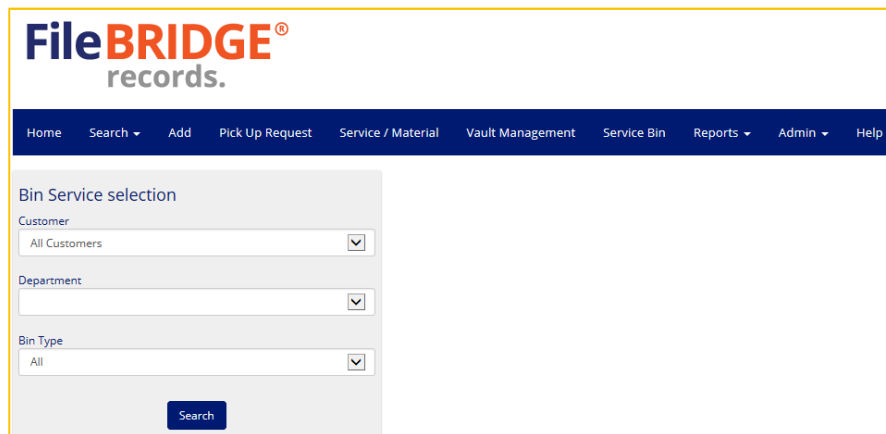 FileBRIDGE®
records.
Home Search Add Pick Up Request Service / Material Vault Management Service Bin Reports Admin Help
Bin Service selection
Customer
All Customers
Department
Bin Type
All
Search